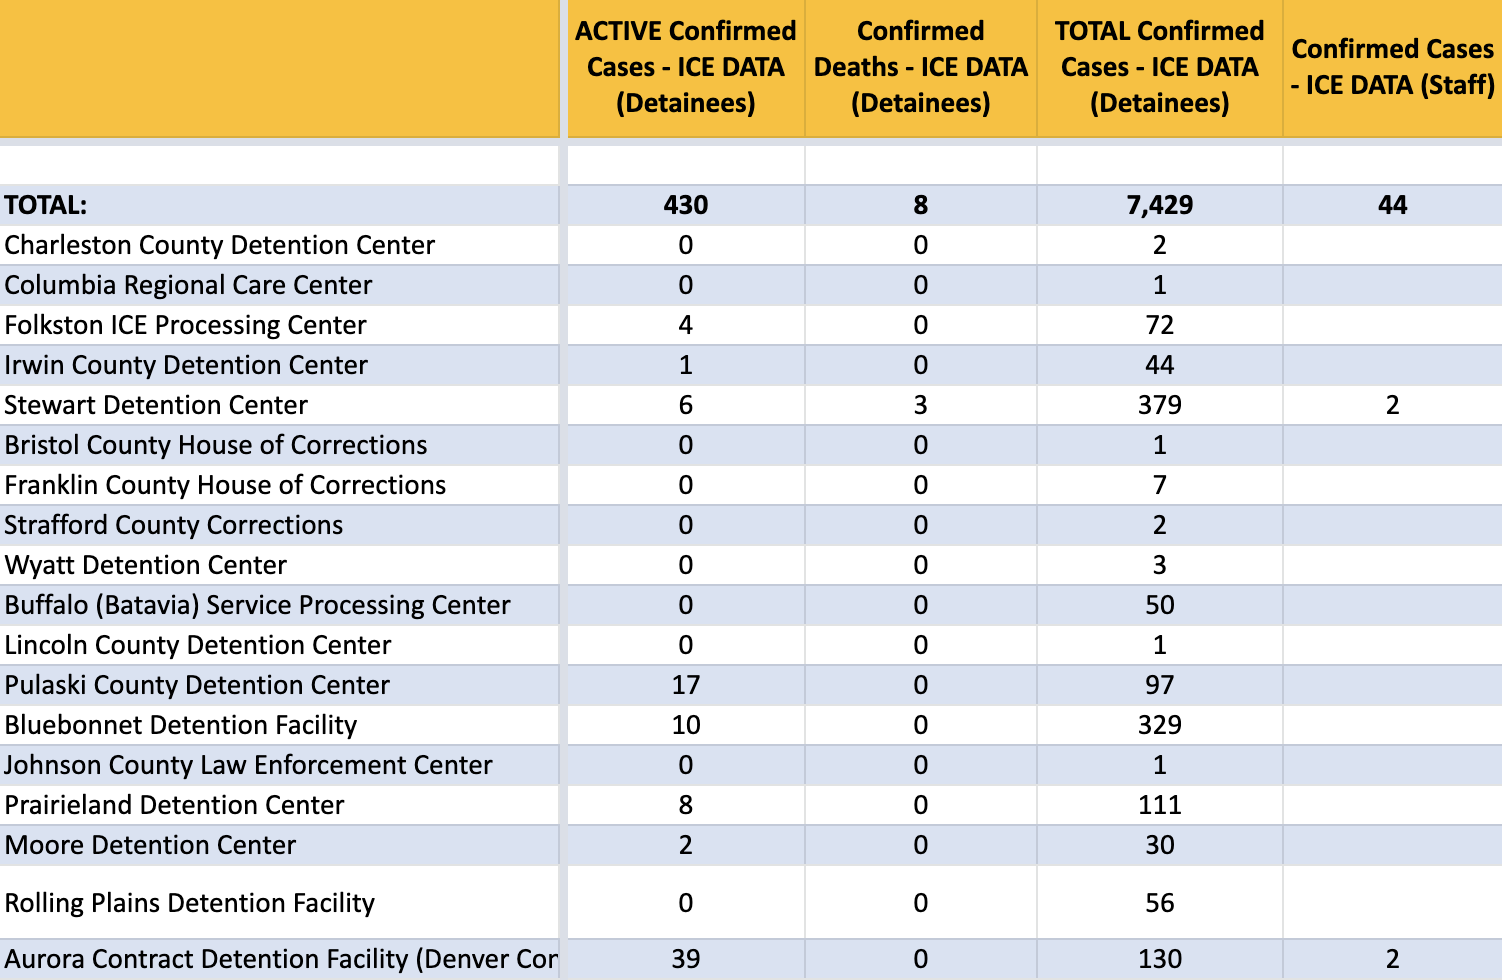 ACTIVE Confirmed Cases - ICE DATA (Detainees) Confirmed Deaths - ICE DATA (Detainees) TOTAL Confirmed Cases - ICE DATA (Detainees) Confirmed Cases - ICE DATA (Staff)
TOTAL: 430 8 7,429 44
Charleston County Detention Center 0 0 2
Columbia Regional Care Center 0 0 1
Folkston ICE Processing Center 4 0 72
Irwin County Detention Center 1 0 44
Stewart Detention Center 6 3 379 2
Bristol County House of Corrections 0 0 1
Franklin County House of Corrections 0 0 7
Strafford County Corrections 0 0 2
Wyatt Detention Center 0 0 3
Buffalo (Batavia) Service Processing Center 0 0 50
Lincoln County Detention Center 0 0 1
Pulaski County Detention Center 17 0 97
Bluebonnet Detention Facility 10 0 329
Johnson County Law Enforcement Center 0 0 1
Prairieland Detention Center 8 0 111
Moore Detention Center 2 0 30
Rolling Plains Detention Facility 0 0 56
Aurora Contract Detention Facility (Denver Con 39 0 130 2